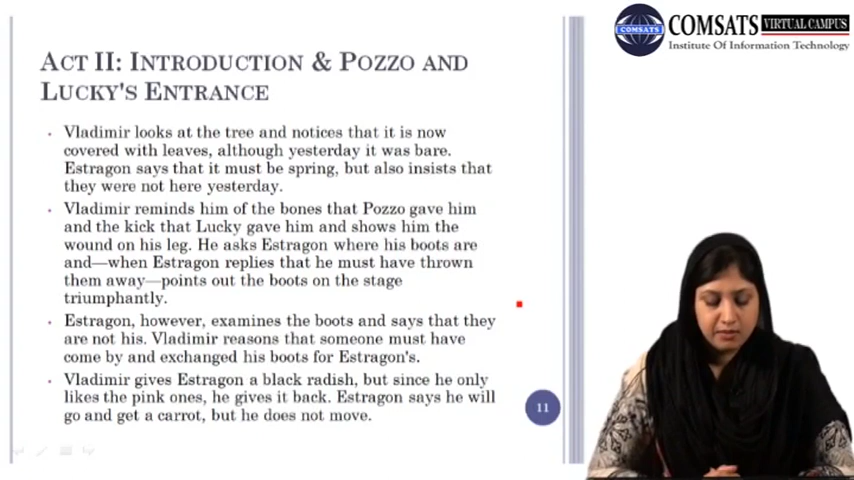 COMSATS VIRTUAL CAMPUS
Institute Of Information Technology
COMSATS
ACT II: INTRODUCTION & POZZO AND
LUCKY'S ENTRANCE
Vladimir looks at the tree and notices that it is now
covered with leaves, although yesterday it was bare.
Estragon says that it must be spring, but also insists that
they were not here yesterday.
Vladimir reminds him of the bones that Pozzo gave him
and the kick that Lucky gave him and shows him the
wound on his leg. He asks Estragon where his boots are
and—when Estragon replies that he must have thrown
them away—points out the boots on the stage
triumphantly.
Estragon, however, examines the boots and says that they
are not his. Vladimir reasons that someone must have
come by and exchanged his boots for Estragon's.
Vladimir gives Estragon a black radish, but since he only
likes the pink ones, he gives it back. Estragon says he will
go and get a carrot, but he does not move.
11